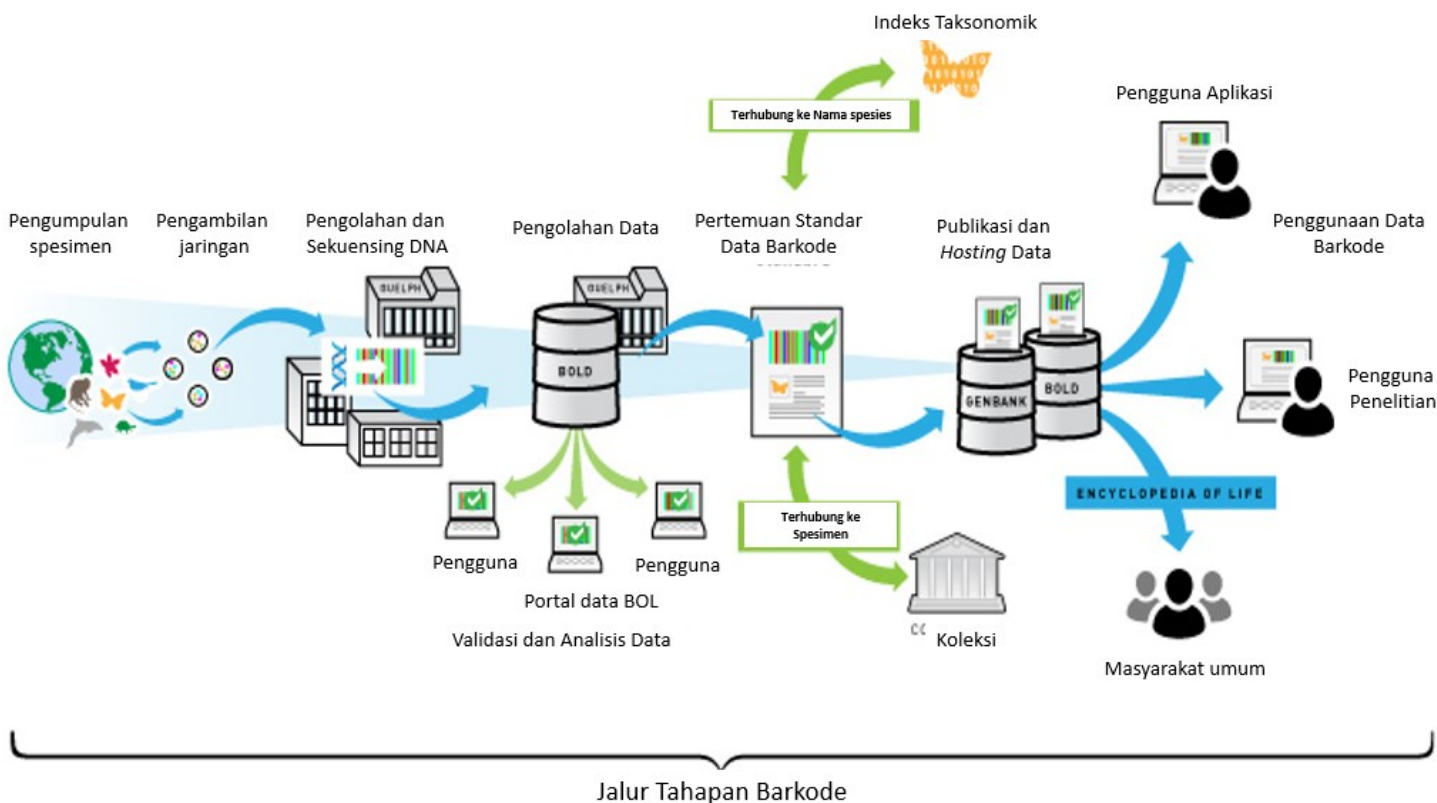 Indeks Taksonomik
Terhubung ke Nama spesies
Pengguna Aplikasi
Pengumpulan
spesimen
Pengambilan
jaringan
Pengolahan dan
Sekuensing DNA
Pengolahan Data
Pertemuan Standar
Data Barkode
Publikasi dan
Hosting Data
Penggunaan Data
Barkode
GUELPH
GUELPH
BOLD
GENBANK
BOLD
Pengguna
Penelitian
ENCYCLOPEDIA OF LIFE
Terhubung ke
Spesimen
Pengguna
Pengguna
Portal data BOL
Validasi dan Analisis Data
Koleksi
Masyarakat umum
Jalur Tahapan Barkode